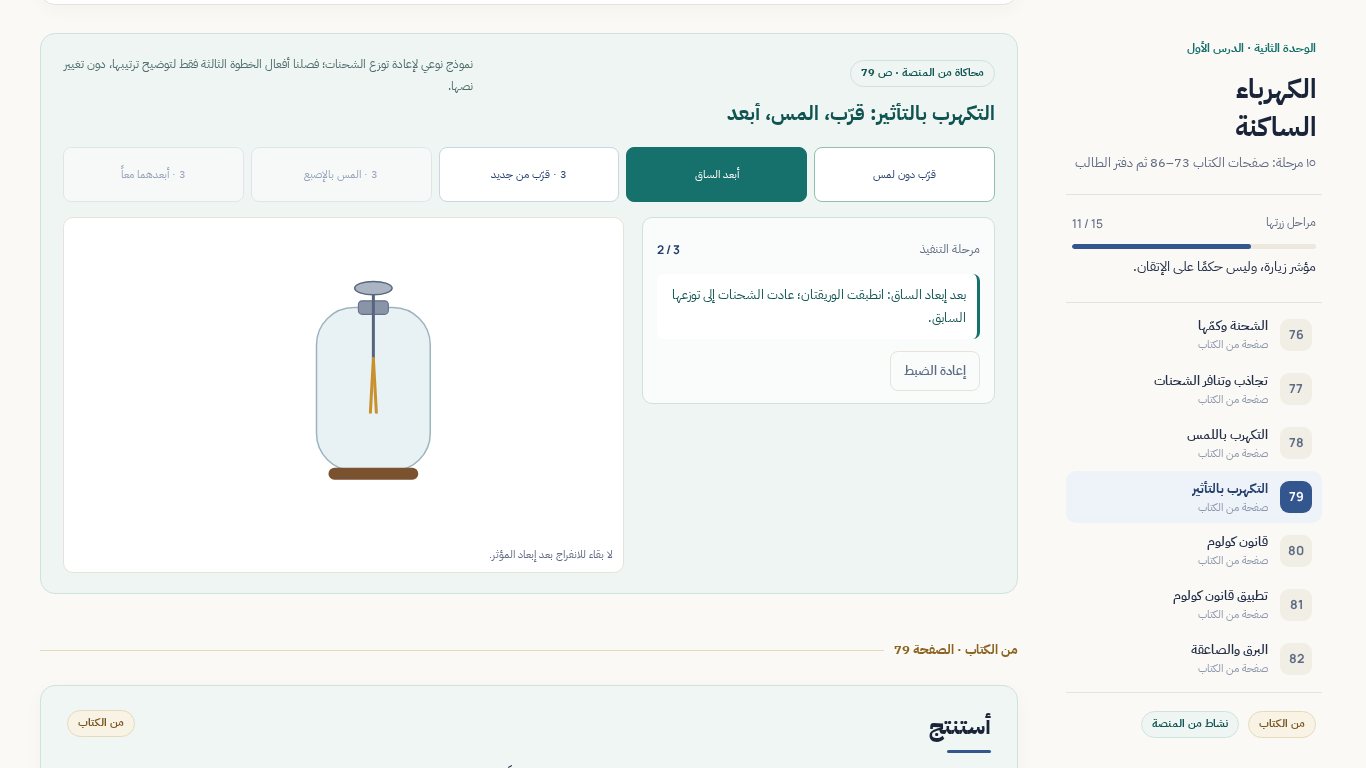 الوحدة الثانية · الدرس الأول
الكهرباء
الساكنة
١٥ مرحلة: صفحات الكتاب 73–86 ثم دفتر الطالب
مراحل زرتها
11 / 15
مؤشر زيارة، وليس حكمًا على الإتقان.
76
الشحنة وكمّها
صفحة من الكتاب
77
تجاذب وتنافر الشحنات
صفحة من الكتاب
78
التكهرب باللمس
صفحة من الكتاب
79
التكهرب بالتأثير
صفحة من الكتاب
80
قانون كولوم
صفحة من الكتاب
81
تطبيق قانون كولوم
صفحة من الكتاب
82
البرق والصاعقة
صفحة من الكتاب
من الكتاب
نشاط من المنصة
محاكاة من المنصة · ص 79
التكهرب بالتأثير: قرّب، المس، أبعد
نموذج نوعي لإعادة توزع الشحنات؛ فصلنا أفعال الخطوة الثالثة فقط لتوضيح ترتيبها، دون تغيير
نصها.
قرّب دون لمس
أبعد الساق
3 · قرّب من جديد
3 · المس بالإصبع
3 · أبعدهما معاً
مرحلة التنفيذ
2 / 3
بعد إبعاد الساق: انطبقت الوريقتان؛ عادت الشحنات إلى توزعها
السابق.
إعادة الضبط
لا بقاء للانفراج بعد إبعاد المؤثر.
من الكتاب · الصفحة 79
أستنتج
من الكتاب